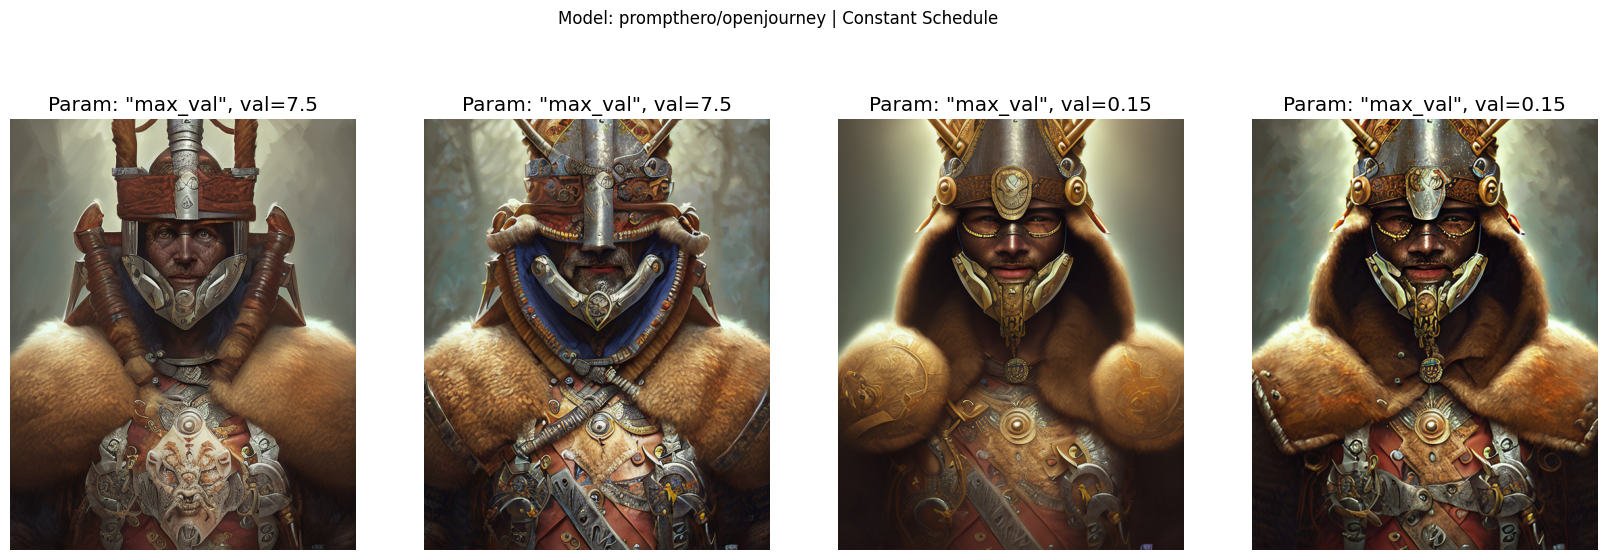 Model: prompthero/openjourney | Constant Schedule
Param: "max_val", val=7.5
Param: "max_val", val=7.5
Param: "max_val", val=0.15
Param: "max_val", val=0.15